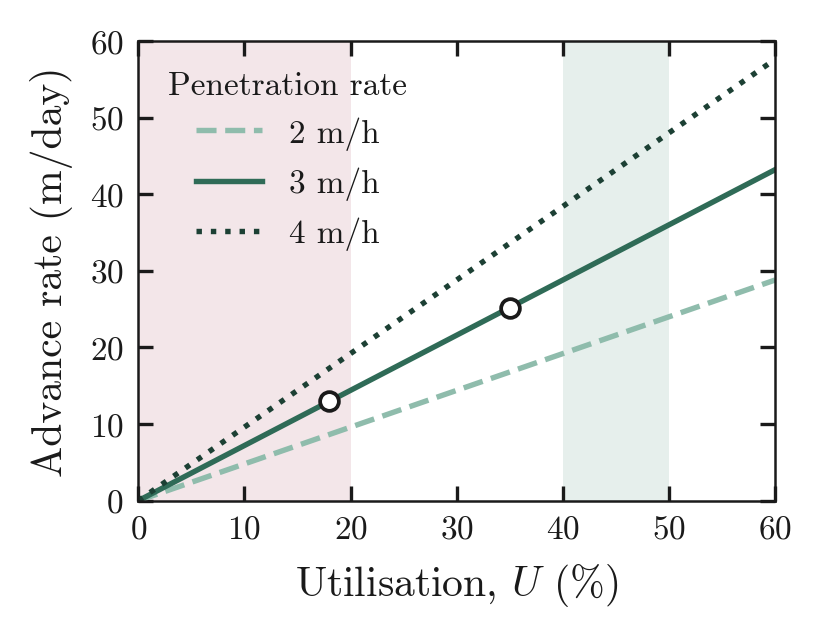 Penetration rate
2 m/h
3 m/h
4 m/h
60
50
40
30
20
10
0
Advance rate (m/day)
0 10 20 30 40 50 60
Utilisation, U (%)